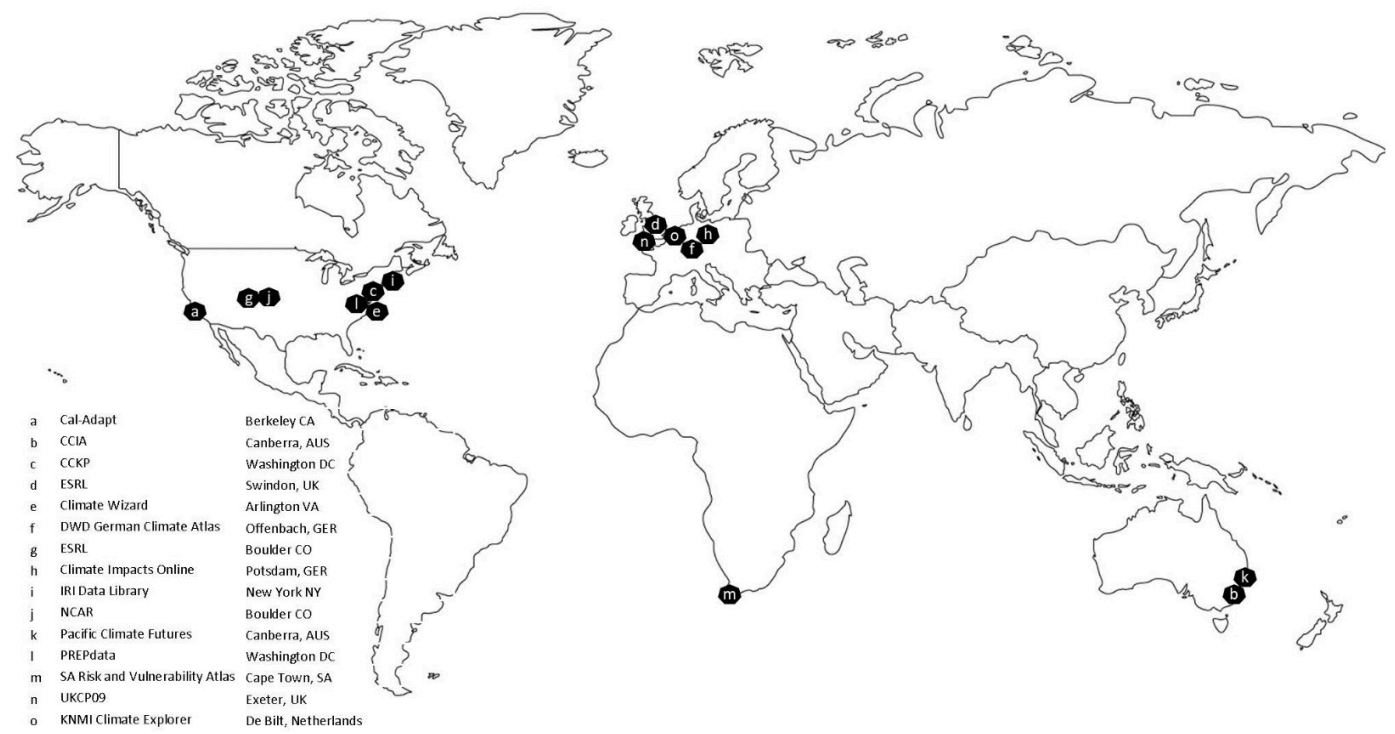 d
n
o
h
f
i
c
g
j
l
e
a
k
b
m
a Cal-Adapt Berkeley CA
b CCIA Canberra, AUS
c CCKP Washington DC
d ESRL Swindon, UK
e Climate Wizard Arlington VA
f DWD German Climate Atlas Offenbach, GER
g ESRL Boulder CO
h Climate Impacts Online Potsdam, GER
i IRI Data Library New York NY
j NCAR Boulder CO
k Pacific Climate Futures Canberra, AUS
l PREPdata Washington DC
m SA Risk and Vulnerability Atlas Cape Town, SA
n UKCP09 Exeter, UK
o KNMI Climate Explorer De Bilt, Netherlands